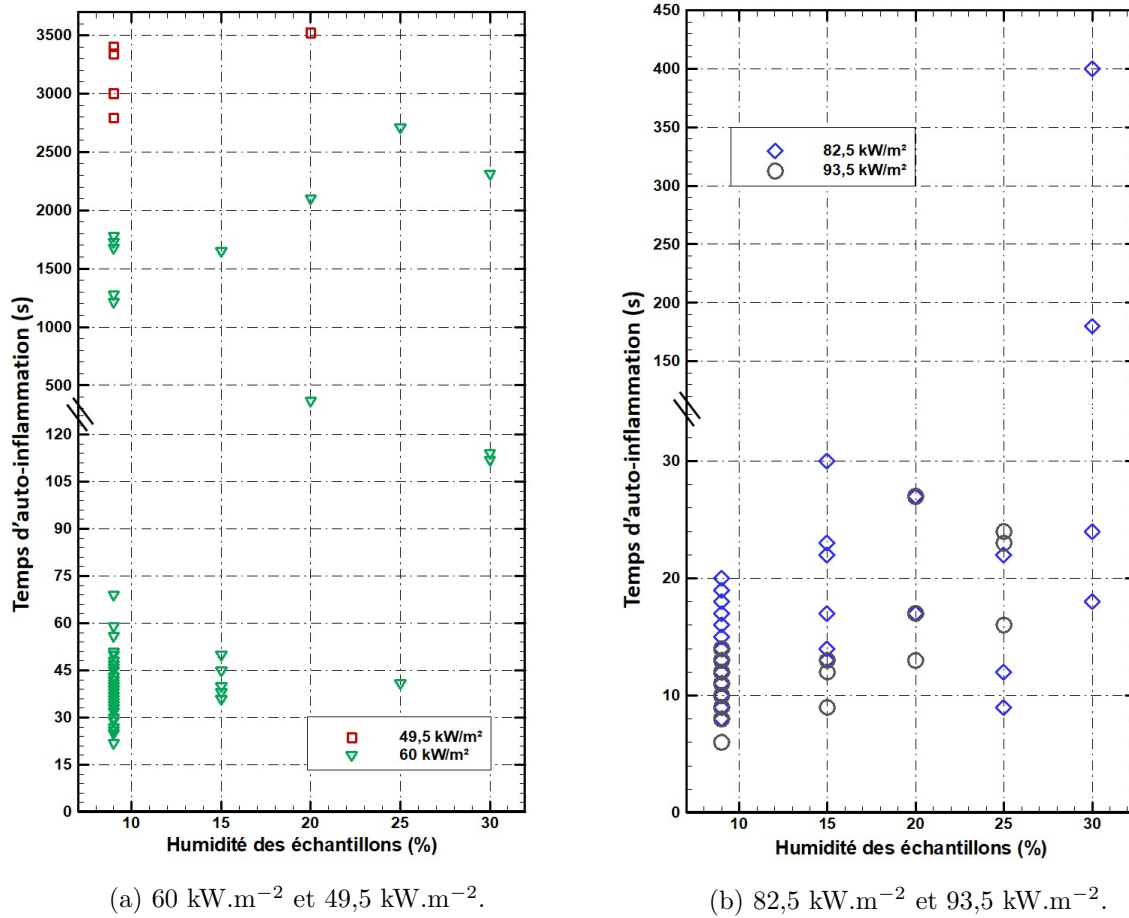 3500
3000
2500
2000
1500
1000
500
120
105
90
75
60
45
30
15
0
Temps d’auto-inflammation (s)
49,5 kW/m²
60 kW/m²
10 15 20 25 30
Humidité des échantillons (%)
(a) 60 kW.m⁻² et 49,5 kW.m⁻².
450
400
350
300
250
200
150
30
20
10
0
Temps d’auto-inflammation (s)
82,5 kW/m²
93,5 kW/m²
10 15 20 25 30
Humidité des échantillons (%)
(b) 82,5 kW.m⁻² et 93,5 kW.m⁻².